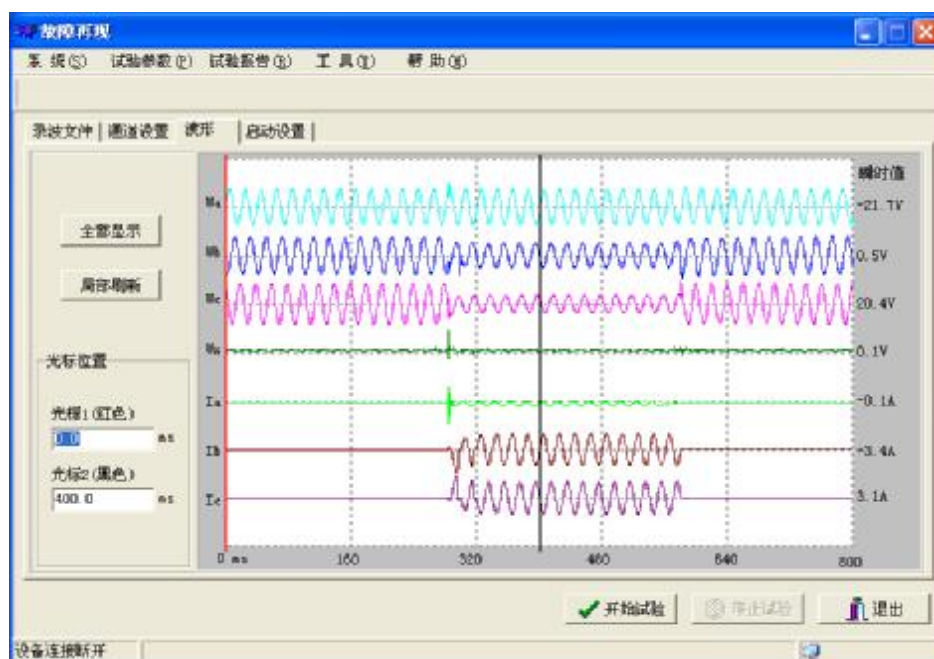 故障再现
系统(S) 试验参数(P) 试验报告(R) 工具(T) 帮助(H)
录波文件 通道设置 波形 启动设置
瞬时值
全部显示
局部刷新
光标位置
光标1(红色)
0.0 ms
光标2(黑色)
400.0 ms
Ua -21.7V
Ub 0.5V
Uc 20.4V
0.1V
Ia -0.1A
Ib -3.4A
Ic 3.1A
0 ms 160 320 480 640 800
开始试验 停止试验 退出
设备连接断开